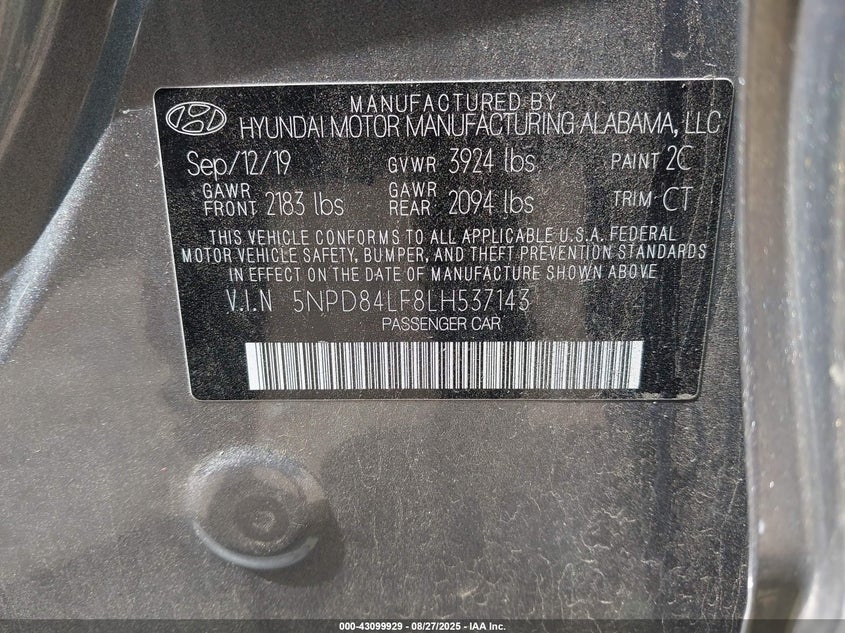 MANUFACTURED BY
HYUNDAI MOTOR MANUFACTURING ALABAMA, LLC
Sep/12/19 GVWR 3924 lbs PAINT 2C
GAWR FRONT 2183 lbs GAWR REAR 2094 lbs TRIM CT
THIS VEHICLE CONFORMS TO ALL APPLICABLE U.S.A. FEDERAL
MOTOR VEHICLE SAFETY, BUMPER, AND THEFT PREVENTION STANDARDS
IN EFFECT ON THE DATE OF MANUFACTURE SHOWN ABOVE
V.I.N 5NPD84LF8LH537143
PASSENGER CAR
000-43099929 - 08/27/2025 - IAA Inc.